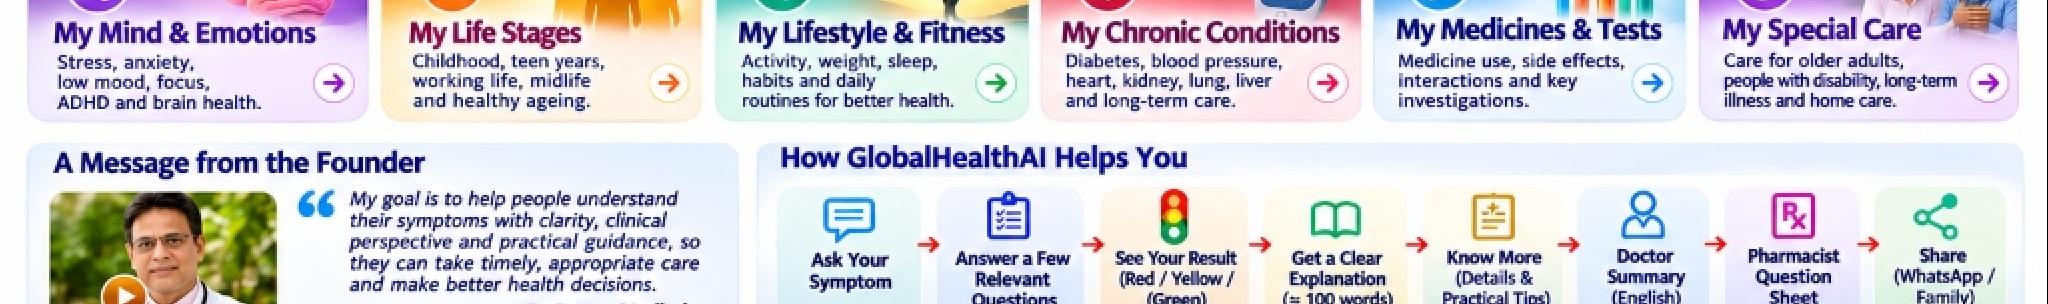 My Mind & Emotions
Stress, anxiety,
low mood, focus,
ADHD and brain health.
My Life Stages
Childhood, teen years,
working life, midlife
and healthy ageing.
My Lifestyle & Fitness
Activity, weight, sleep,
habits and daily
routines for better health.
My Chronic Conditions
Diabetes, blood pressure,
heart, kidney, lung, liver
and long-term care.
My Medicines & Tests
Medicine use, side effects,
interactions and key
investigations.
My Special Care
Care for older adults,
people with disability, long-term
illness and home care.
A Message from the Founder
“ My goal is to help people understand
their symptoms with clarity, clinical
perspective and practical guidance, so
they can take timely, appropriate care
and make better health decisions.
How GlobalHealthAI Helps You
Ask Your
Symptom
Answer a Few
Relevant
Questions
See Your Result
(Red / Yellow /
(Green)
Get a Clear
Explanation
(≈ 100 words)
Know More
(Details &
Practical Tips)
Doctor
Summary
(English)
Rx
Pharmacist
Question
Sheet
Share
(WhatsApp /
Family)